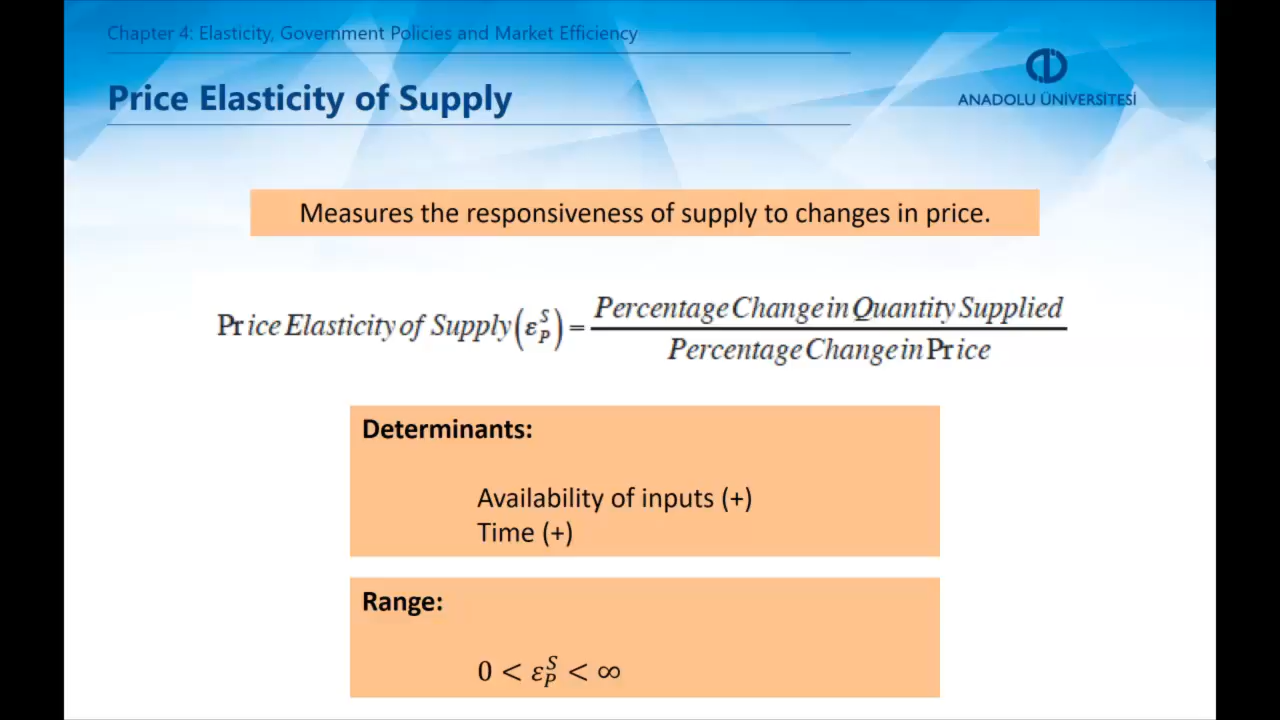 Chapter 4: Elasticity, Government Policies and Market Efficiency
Price Elasticity of Supply
ANADOLU ÜNİVERSİTESİ
Measures the responsiveness of supply to changes in price.
Price Elasticity of Supply (ε_P^S) = Percentage Change in Quantity Supplied / Percentage Change in Price
Determinants:
Availability of inputs (+)
Time (+)
Range:
0 < ε_P^S < ∞